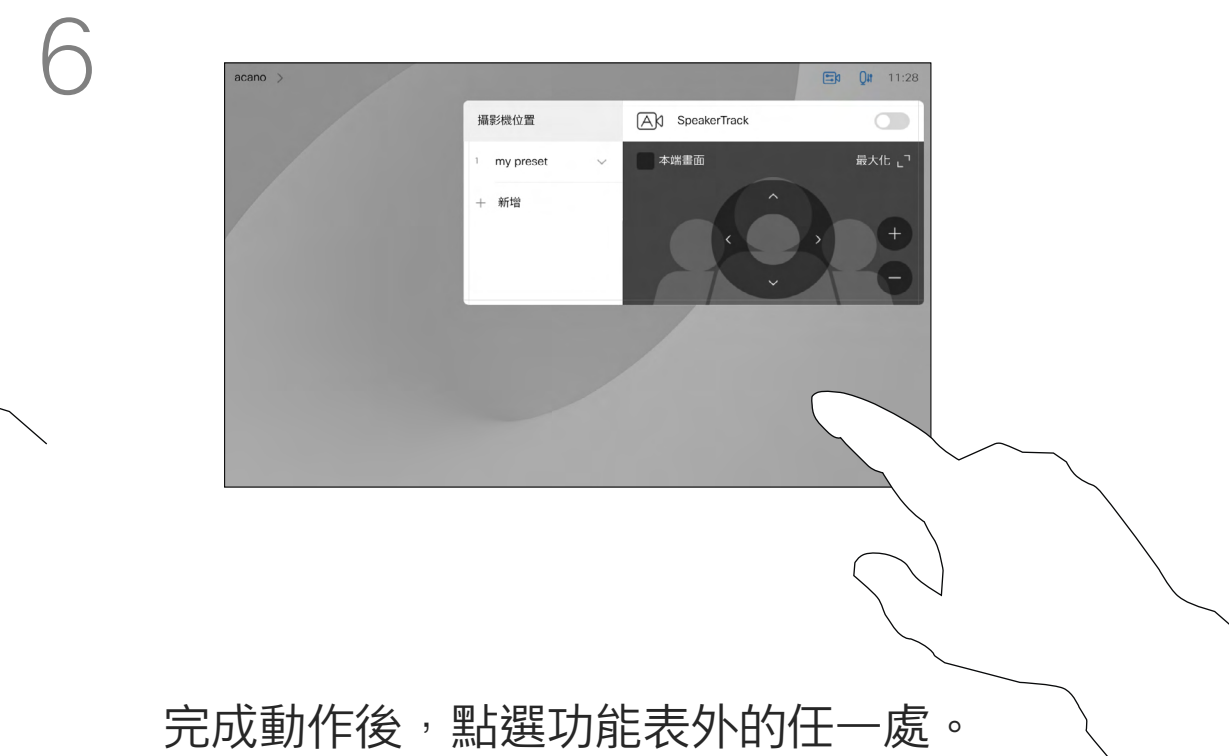 6
acano >
11:28
攝影機位置
SpeakerTrack
1 my preset
本端畫面
最大化
+ 新增
完成動作後，點選功能表外的任一處。